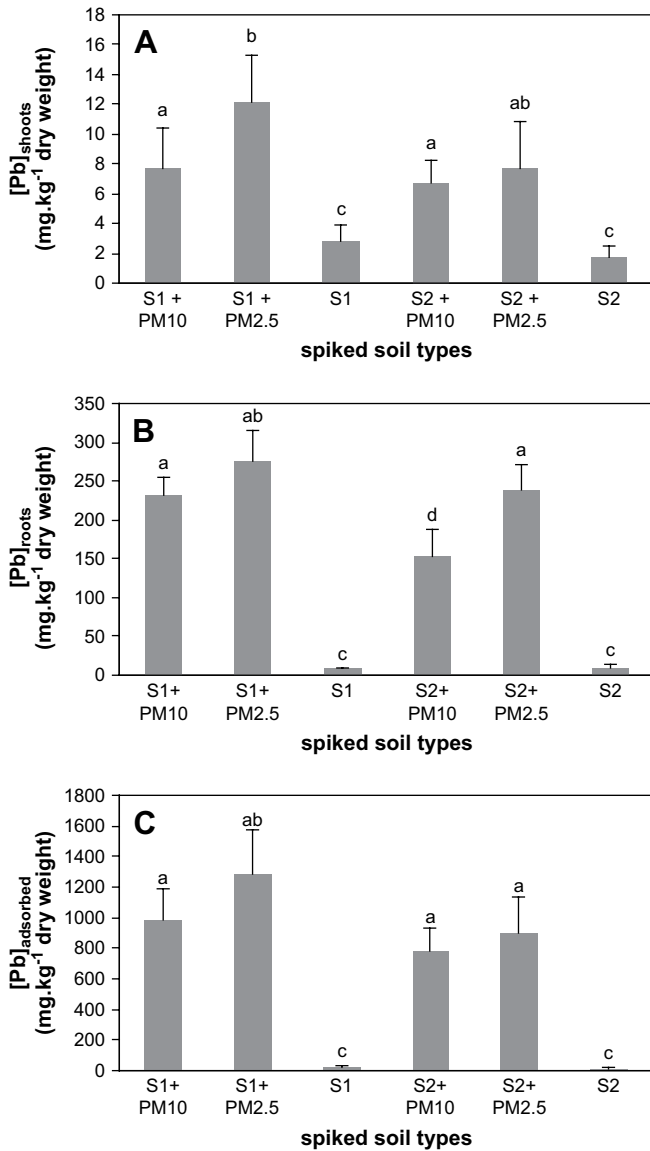 A
[Pb]shoots
(mg.kg-1 dry weight)
18
16
14
12
10
8
6
4
2
0
a
b
c
a
ab
c
S1 + PM10
S1 + PM2.5
S1
S2 + PM10
S2 + PM2.5
S2
spiked soil types
B
[Pb]roots
(mg.kg-1 dry weight)
350
300
250
200
150
100
50
0
a
ab
c
d
a
c
S1+ PM10
S1+ PM2.5
S1
S2+ PM10
S2+ PM2.5
S2
spiked soil types
C
[Pb]adsorbed
(mg.kg-1 dry weight)
1800
1600
1400
1200
1000
800
600
400
200
0
a
ab
c
a
a
c
S1+ PM10
S1+ PM2.5
S1
S2+ PM10
S2+ PM2.5
S2
spiked soil types